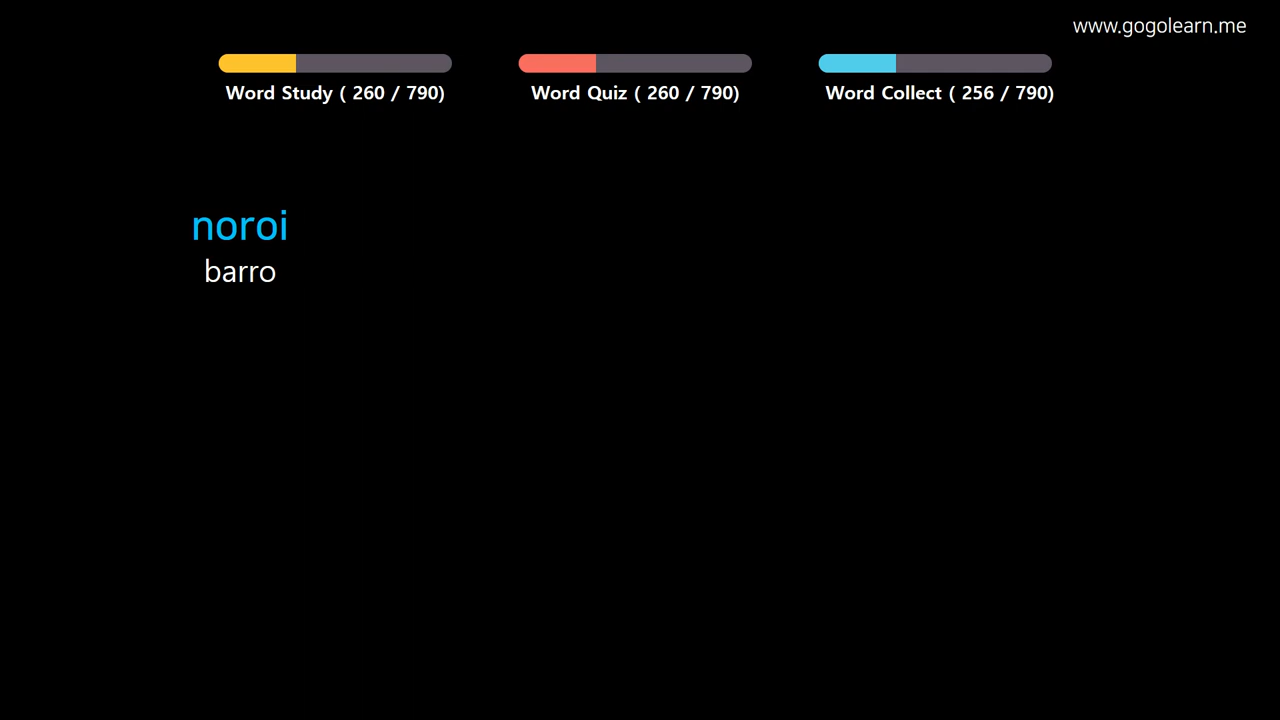 www.gogolearn.me
Word Study ( 260 / 790)
Word Quiz ( 260 / 790)
Word Collect ( 256 / 790)
noroi
barro